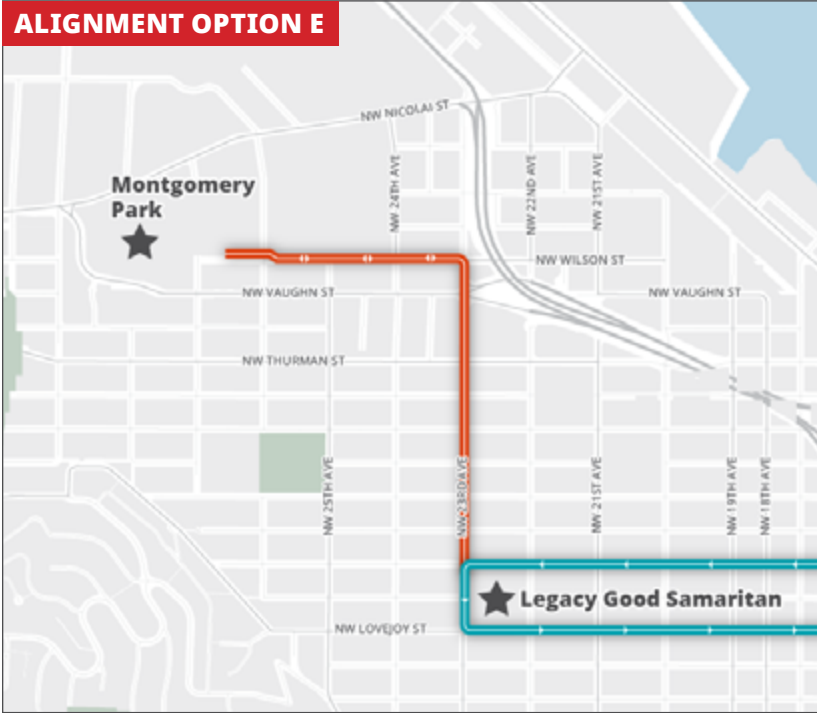 ALIGNMENT OPTION E
NW NICOLAI ST
Montgomery
Park
NW 24TH AVE
NW 22ND AVE
NW 21ST AVE
NW WILSON ST
NW VAUGHN ST
NW VAUGHN ST
NW THURMAN ST
NW 25TH AVE
NW 23RD AVE
NW 21ST AVE
NW 19TH AVE
NW 18TH AVE
Legacy Good Samaritan
NW LOVEJOY ST